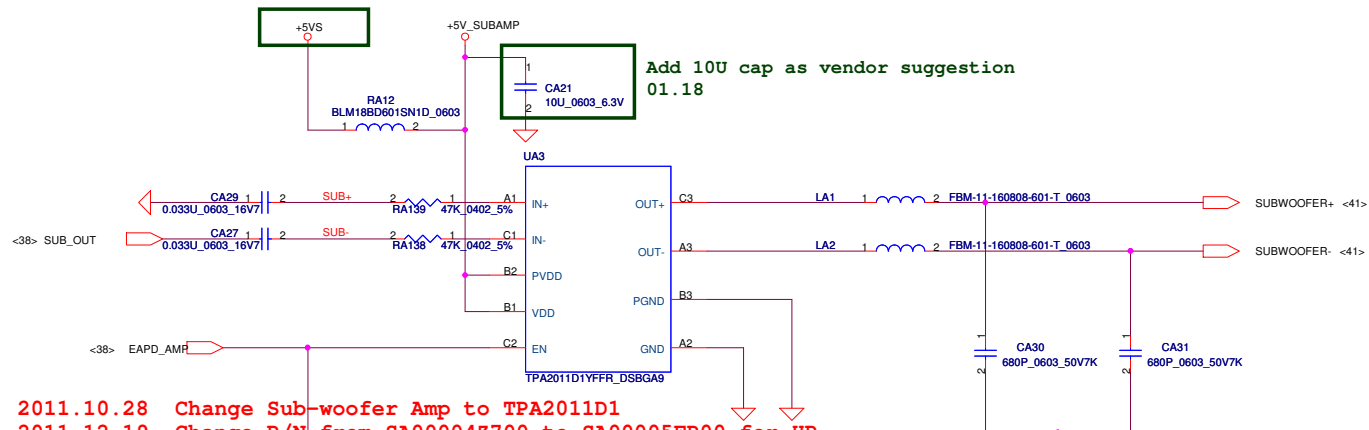 +5VS
+5V_SUBAMP
1
CA21
10U_0603_6.3V
2
Add 10U cap as vendor suggestion
01.18
RA12
BLM18BD601SN1D_0603
1 2
UA3
CA29 1 2 SUB+ 2 1 A1 IN+
0.033U_0603_16V7 RA139 47K_0402_5%
OUT+ C3 LA1 1 2 FBM-11-160808-601-T_0603 SUBWOOFER+ <41>
<38> SUB_OUT CA27 1 2 SUB- 2 1 C1 IN-
0.033U_0603_16V7 RA138 47K_0402_5%
OUT- A3 LA2 1 2 FBM-11-160808-601-T_0603 SUBWOOFER- <41>
B2 PVDD
PGND B3
B1 VDD
<38> EAPD_AMP C2 EN
GND A2
TPA2011D1YFFR_DSBGA9
1
CA30
680P_0603_50V7K
2
1
CA31
680P_0603_50V7K
2
2011.10.28 Change Sub-woofer Amp to TPA2011D1
Change P/N from to for